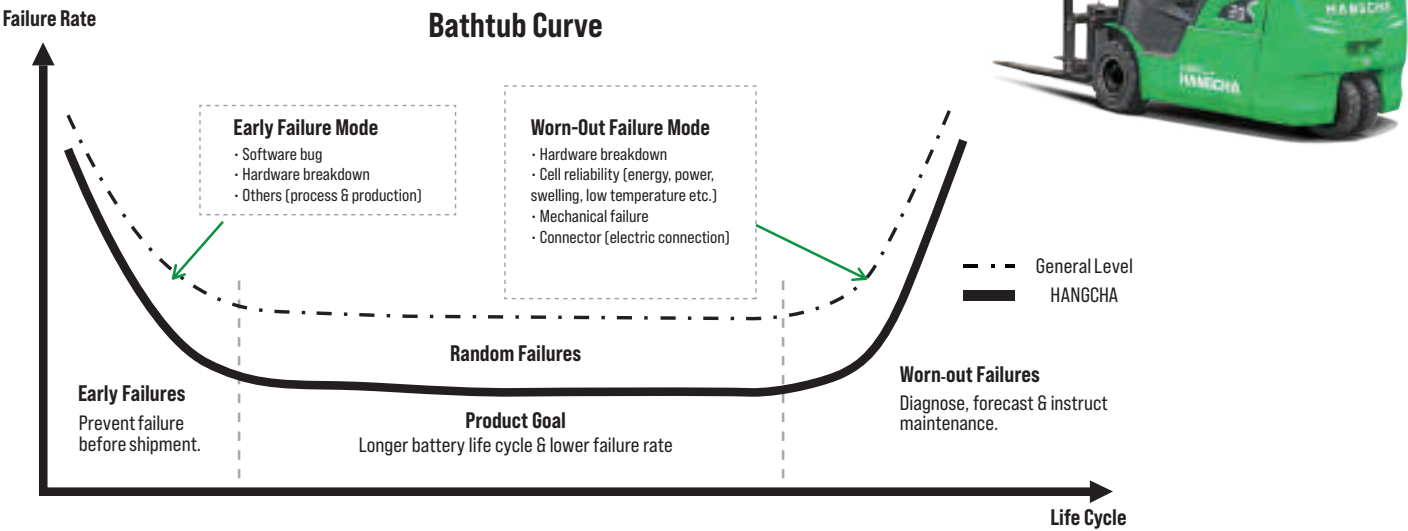 Failure Rate
Bathtub Curve
HANGCHA
HANGCHA
Early Failure Mode
· Software bug
· Hardware breakdown
· Others (process & production)
Worn-Out Failure Mode
· Hardware breakdown
· Cell reliability (energy, power,
swelling, low temperature etc.)
· Mechanical failure
· Connector (electric connection)
General Level
HANGCHA
Random Failures
Early Failures
Prevent failure
before shipment.
Product Goal
Longer battery life cycle & lower failure rate
Worn-out Failures
Diagnose, forecast & instruct
maintenance.
Life Cycle